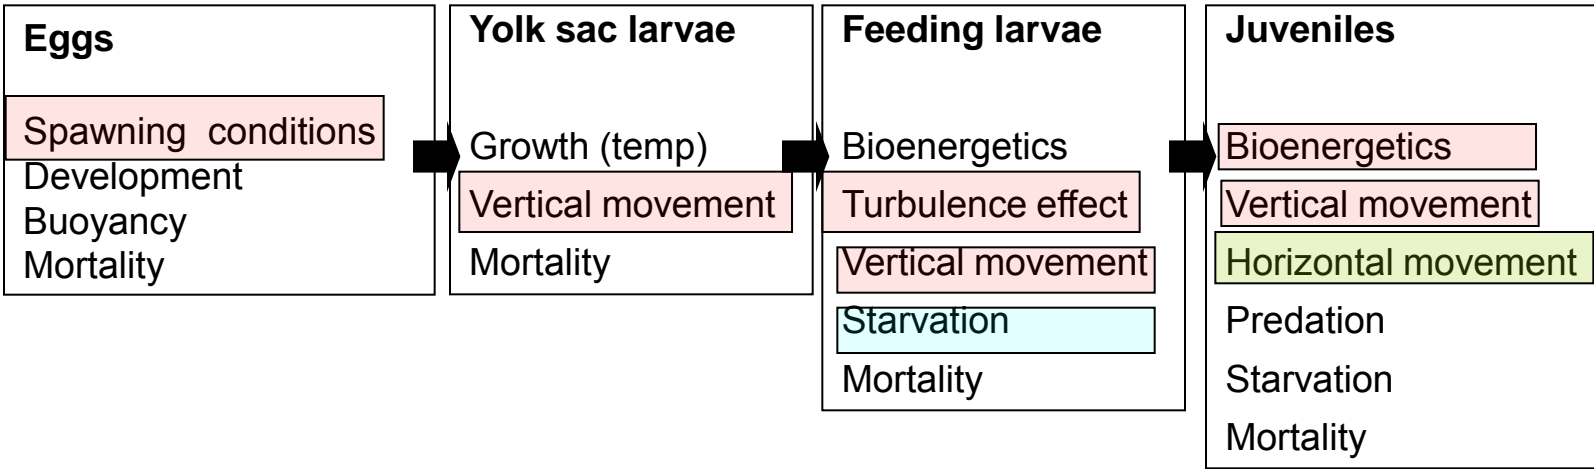 Eggs
Spawning conditions
Development
Buoyancy
Mortality
Yolk sac larvae
Growth (temp)
Vertical movement
Mortality
Feeding larvae
Bioenergetics
Turbulence effect
Vertical movement
Starvation
Mortality
Juveniles
Bioenergetics
Vertical movement
Horizontal movement
Predation
Starvation
Mortality